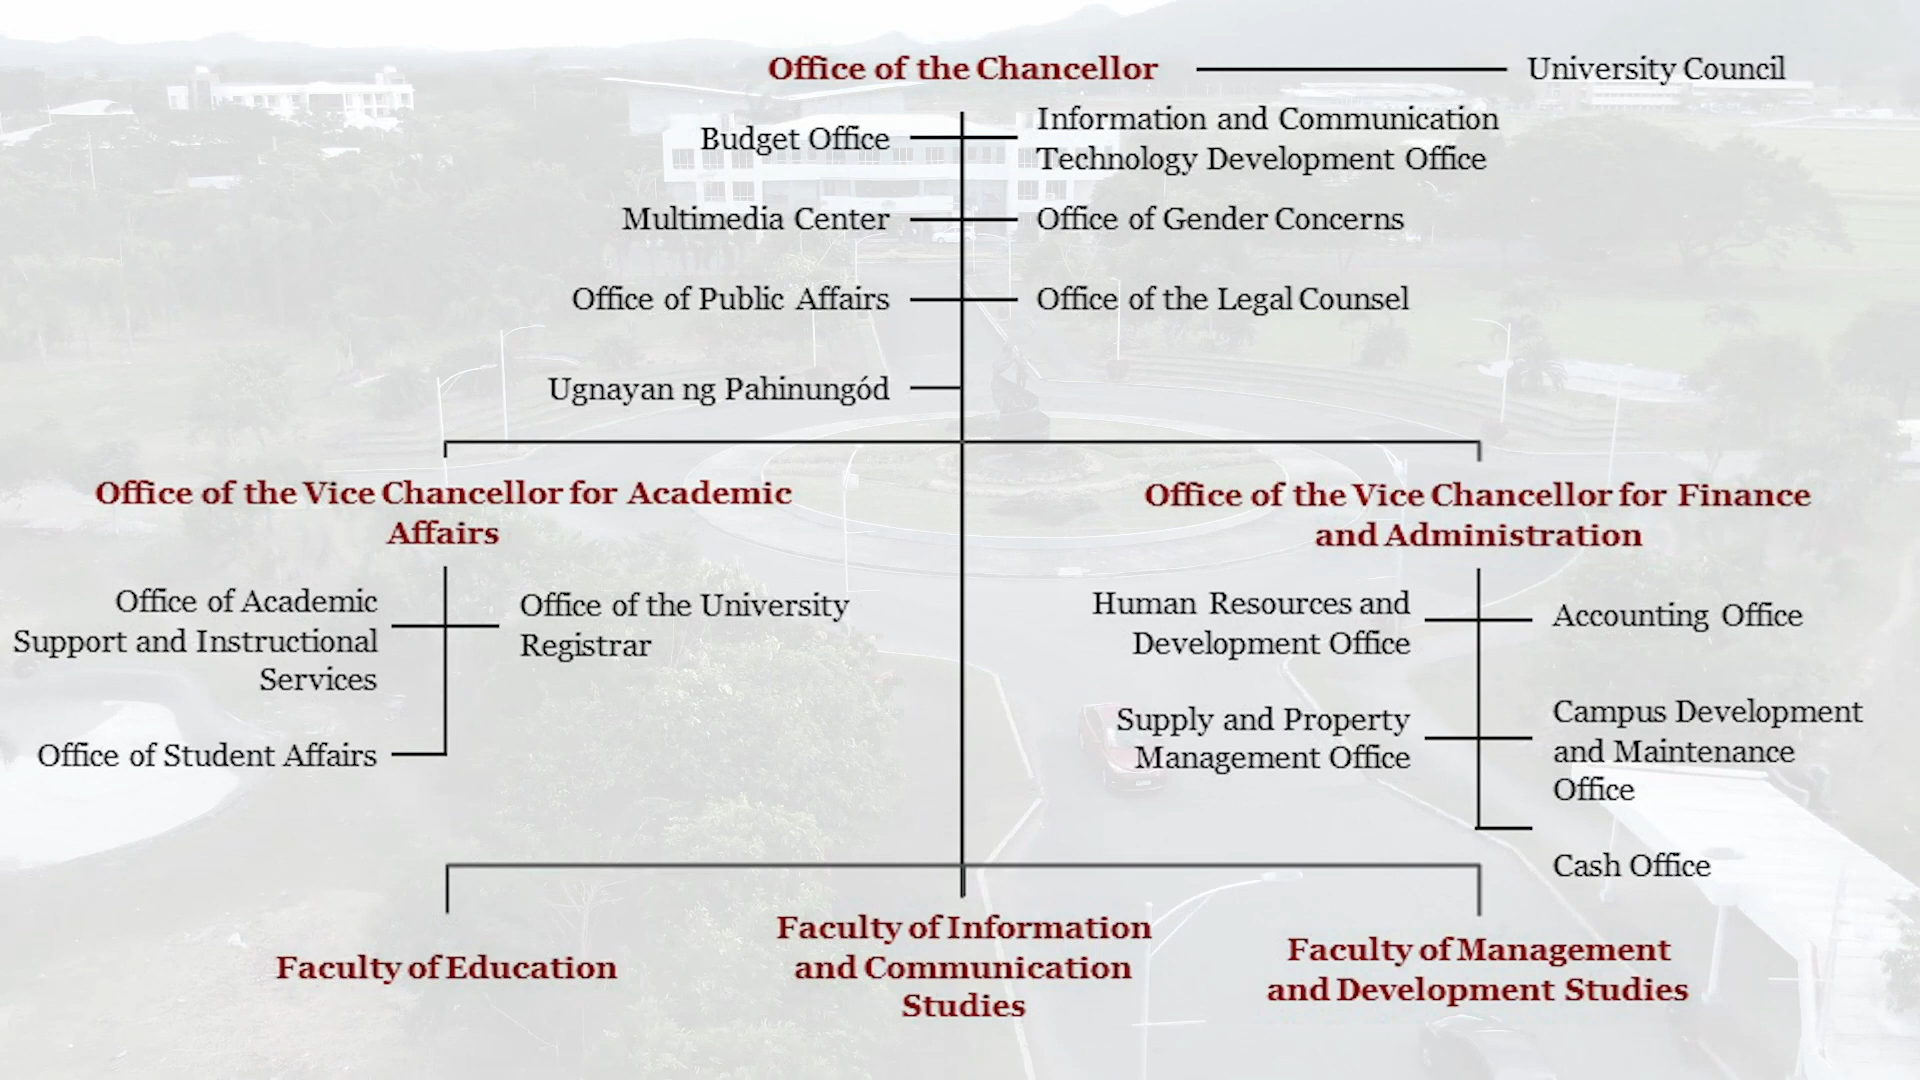 Office of the Chancellor
University Council
Budget Office
Information and Communication
Technology Development Office
Multimedia Center
Office of Gender Concerns
Office of Public Affairs
Office of the Legal Counsel
Ugnayan ng Pahinungód
Office of the Vice Chancellor for Academic
Affairs
Office of Academic
Support and Instructional
Services
Office of the University
Registrar
Office of Student Affairs
Office of the Vice Chancellor for Finance
and Administration
Human Resources and
Development Office
Accounting Office
Supply and Property
Management Office
Campus Development
and Maintenance
Office
Cash Office
Faculty of Education
Faculty of Information
and Communication
Studies
Faculty of Management
and Development Studies